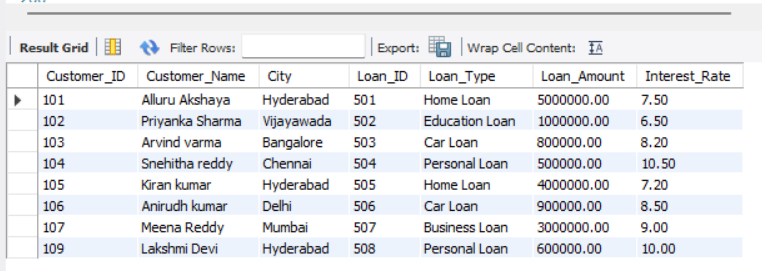 Result Grid Filter Rows: Export: Wrap Cell Content:
Customer_ID Customer_Name City Loan_ID Loan_Type Loan_Amount Interest_Rate
101 Alluru Akshaya Hyderabad 501 Home Loan 5000000.00 7.50
102 Priyanka Sharma Vijayawada 502 Education Loan 1000000.00 6.50
103 Arvind varma Bangalore 503 Car Loan 800000.00 8.20
104 Snehitha reddy Chennai 504 Personal Loan 500000.00 10.50
105 Kiran kumar Hyderabad 505 Home Loan 4000000.00 7.20
106 Anirudh kumar Delhi 506 Car Loan 900000.00 8.50
107 Meena Reddy Mumbai 507 Business Loan 3000000.00 9.00
109 Lakshmi Devi Hyderabad 508 Personal Loan 600000.00 10.00